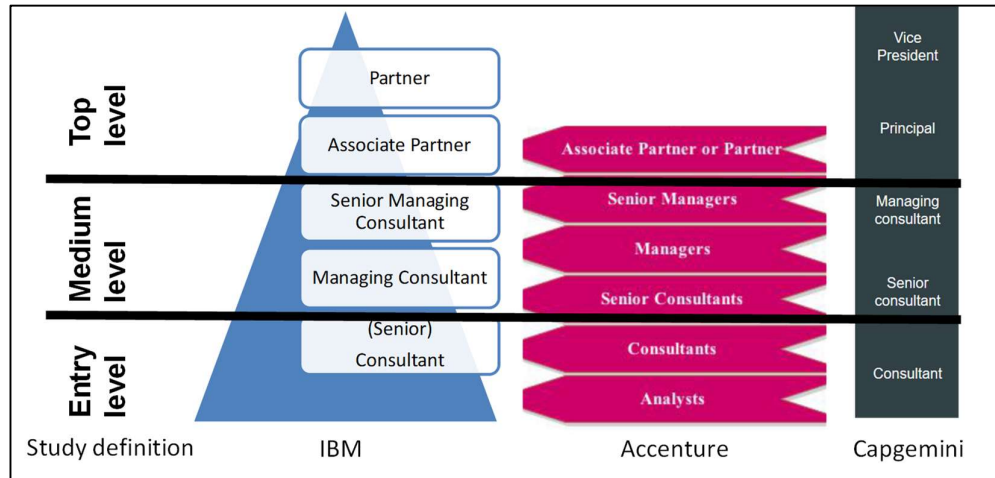 Top
level
Medium
level
Entry
level
Study definition
Partner
Associate Partner
Senior Managing
Consultant
Managing Consultant
(Senior)
Consultant
IBM
Associate Partner or Partner
Senior Managers
Managers
Senior Consultants
Consultants
Analysts
Accenture
Vice
President
Principal
Managing
consultant
Senior
consultant
Consultant
Capgemini